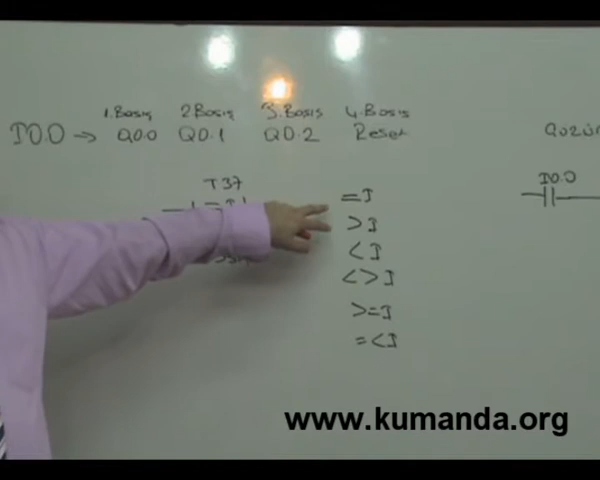 1.Basış 2.Basış 3.Basış 4.Basış
I0.0 → Q0.0 Q0.1 Q0.2 Reset
ÇÖZÜM
T37
I0.0
=I
>I
<I
<>I
>=I
=<I
www.kumanda.org